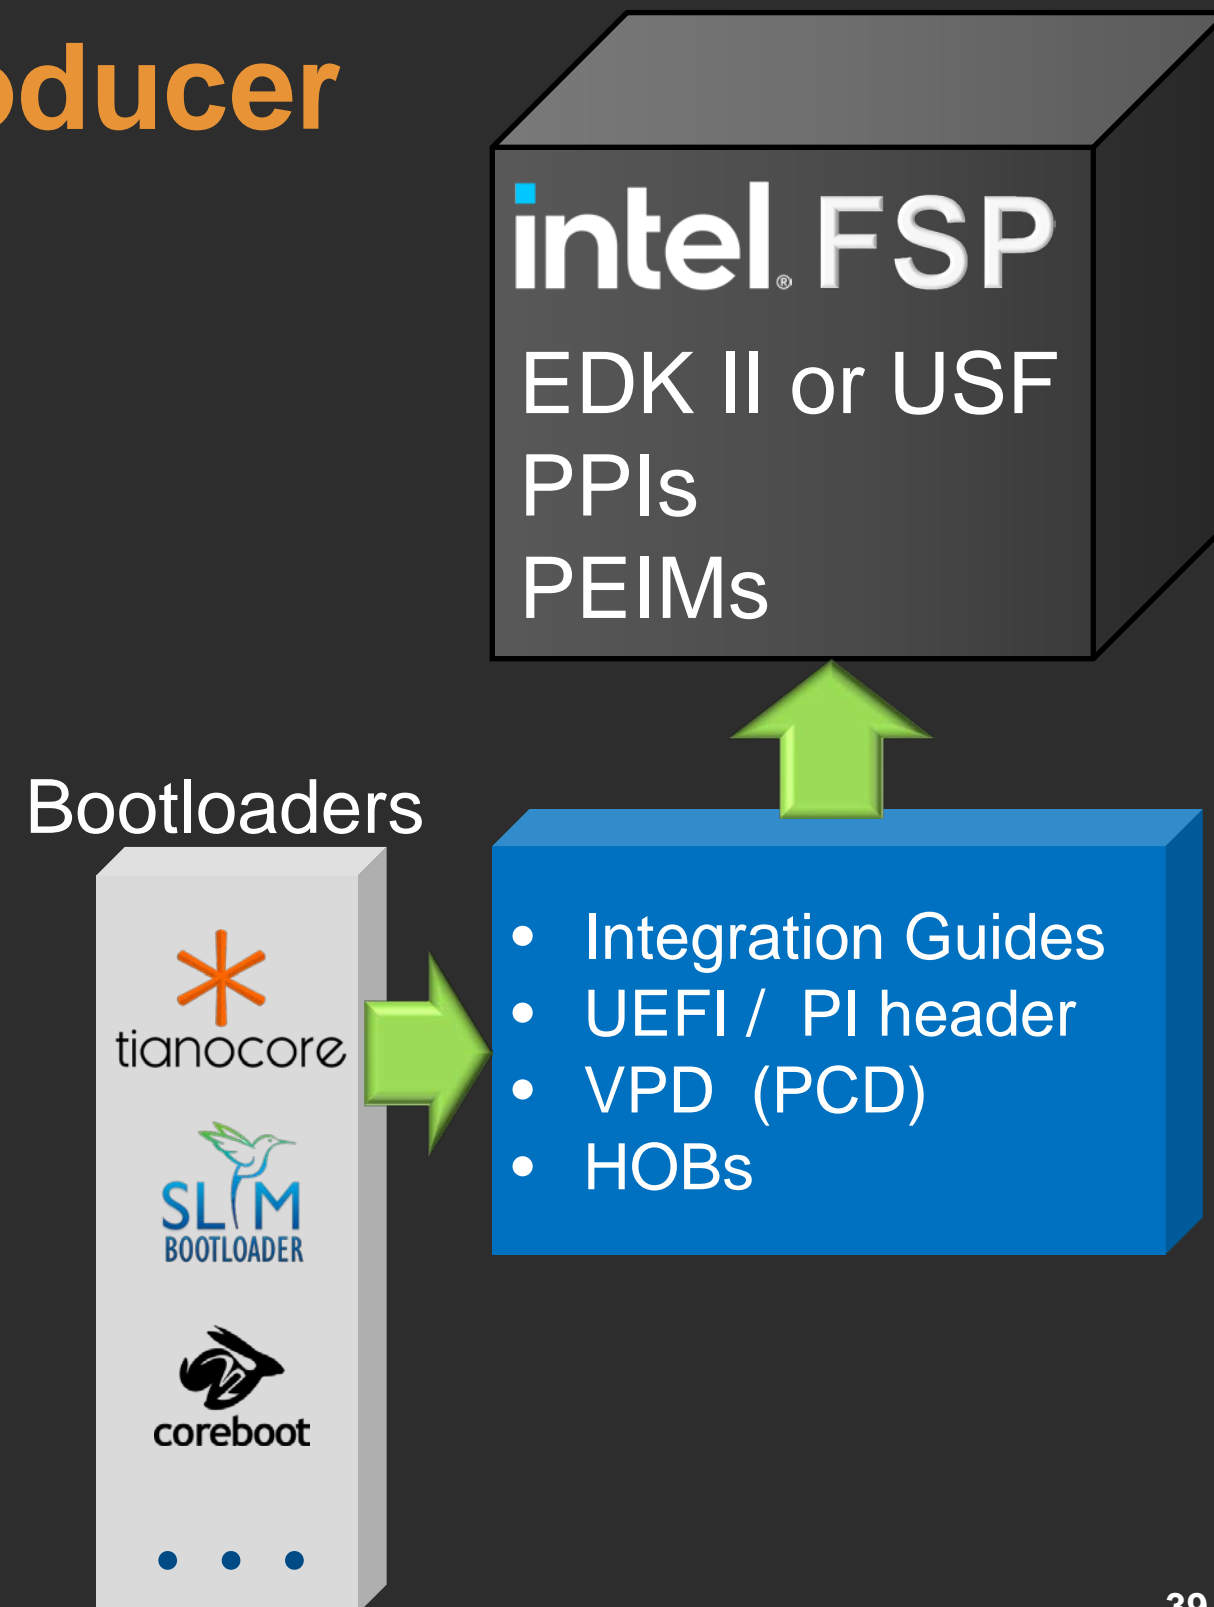 oducer
intel® FSP
EDK II or USF
PPIs
PEIMs
Bootloaders
tianocore
SLIM
BOOTLOADER
coreboot
• • •
• Integration Guides
• UEFI / PI header
• VPD (PCD)
• HOBs
39